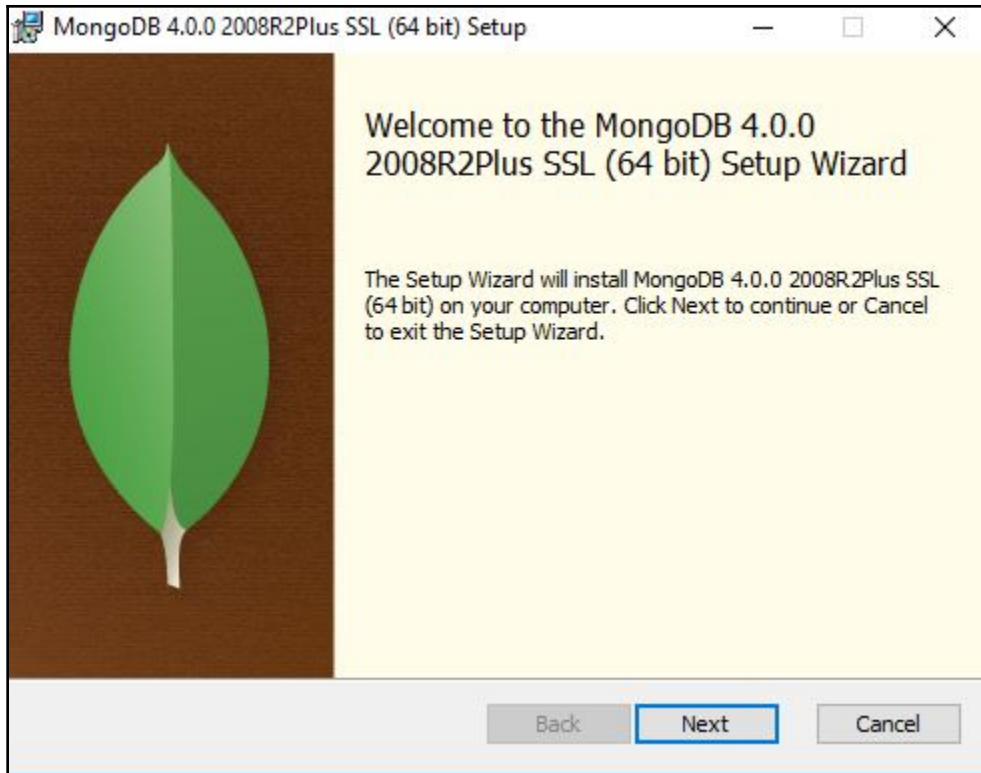 MongoDB 4.0.0 2008R2Plus SSL (64 bit) Setup
Welcome to the MongoDB 4.0.0
2008R2Plus SSL (64 bit) Setup Wizard
The Setup Wizard will install MongoDB 4.0.0 2008R2Plus SSL
(64 bit) on your computer. Click Next to continue or Cancel
to exit the Setup Wizard.
Back
Next
Cancel